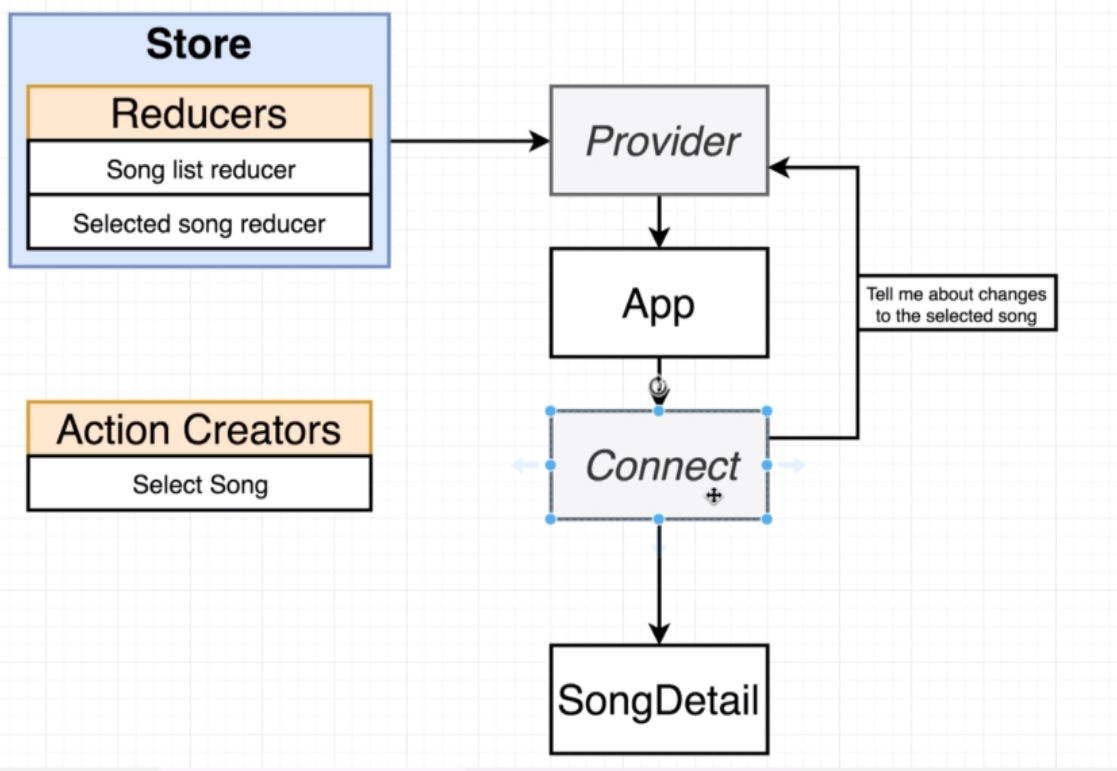 Store
Reducers
Song list reducer
Selected song reducer
Action Creators
Select Song
Provider
App
Tell me about changes
to the selected song
Connect
SongDetail